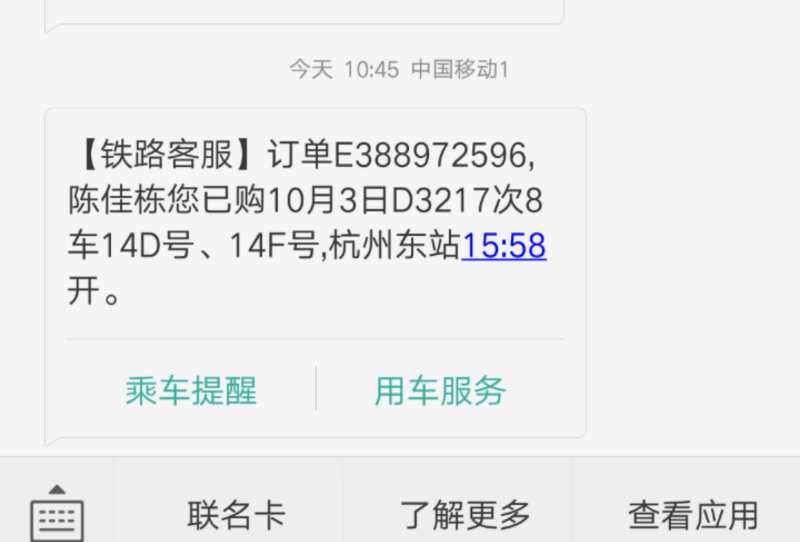 今天 10:45 中国移动1
【铁路客服】订单E388972596,
陈佳栋您已购10月3日D3217次8
车14D号、14F号,杭州东站15:58
开。
乘车提醒 用车服务
联名卡 了解更多 查看应用